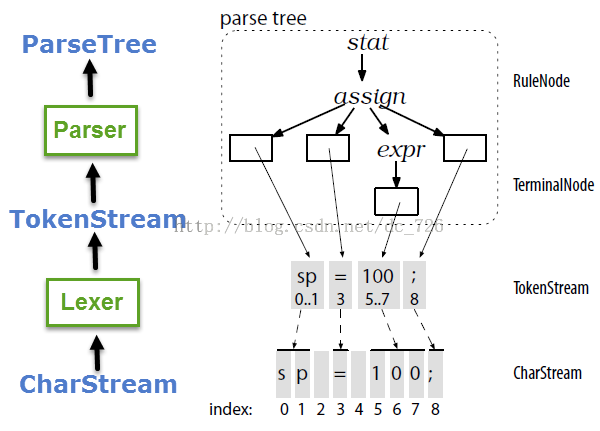 parse tree
ParseTree
stat
RuleNode
assign
Parser
expr
TerminalNode
TokenStream
http://blog.csdn.net/dc_726
sp = 100 ;
0..1 3 5..7 8
TokenStream
Lexer
s p = 1 0 0 ;
CharStream
CharStream
index: 0 1 2 3 4 5 6 7 8